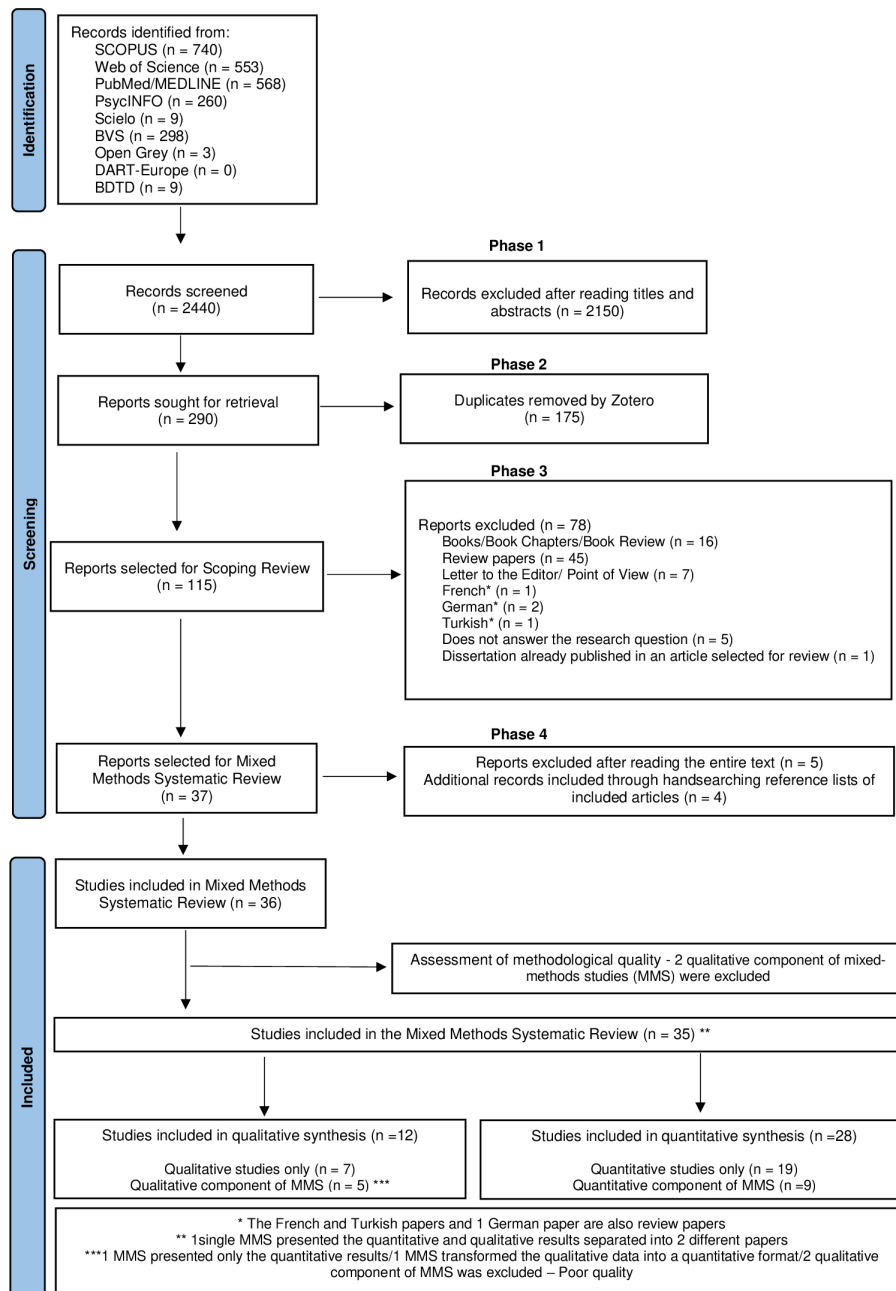 Identification
Records identified from:
SCOPUS (n = 740)
Web of Science (n = 553)
PubMed/MEDLINE (n = 568)
PsycINFO (n = 260)
Scielo (n = 9)
BVS (n = 298)
Open Grey (n = 3)
DART-Europe (n = 0)
BDTD (n = 9)
Screening
Phase 1
Records screened
(n = 2440)
Records excluded after reading titles and
abstracts (n = 2150)
Phase 2
Reports sought for retrieval
(n = 290)
Duplicates removed by Zotero
(n = 175)
Phase 3
Reports selected for Scoping Review
(n = 115)
Reports excluded (n = 78)
Books/Book Chapters/Book Review (n = 16)
Review papers (n = 45)
Letter to the Editor/ Point of View (n = 7)
French* (n = 1)
German* (n = 2)
Turkish* (n = 1)
Does not answer the research question (n = 5)
Dissertation already published in an article selected for review (n = 1)
Phase 4
Reports selected for Mixed
Methods Systematic Review
(n = 37)
Reports excluded after reading the entire text (n = 5)
Additional records included through handsearching reference lists of
included articles (n = 4)
Included
Studies included in Mixed Methods
Systematic Review (n = 36)
Assessment of methodological quality - 2 qualitative component of mixed-
methods studies (MMS) were excluded
Studies included in the Mixed Methods Systematic Review (n = 35) **
Studies included in qualitative synthesis (n =12)
Qualitative studies only (n = 7)
Qualitative component of MMS (n = 5) ***
Studies included in quantitative synthesis (n =28)
Quantitative studies only (n = 19)
Quantitative component of MMS (n =9)
* The French and Turkish papers and 1 German paper are also review papers
** 1single MMS presented the quantitative and qualitative results separated into 2 different papers
***1 MMS presented only the quantitative results/1 MMS transformed the qualitative data into a quantitative format/2 qualitative
component of MMS was excluded – Poor quality